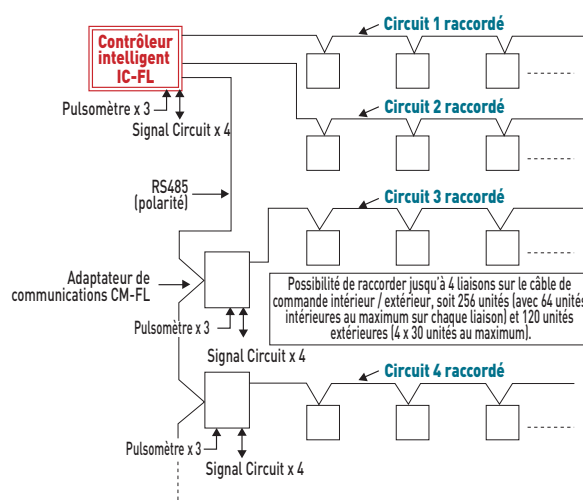 Contrôleur
intelligent
IC-FL
Circuit 1 raccordé
Pulsomètre x 3
Signal Circuit x 4
Circuit 2 raccordé
RS485
(polarité)
Circuit 3 raccordé
Adaptateur de
communications CM-FL
Possibilité de raccorder jusqu'à 4 liaisons sur le câble de
commande intérieur / extérieur, soit 256 unités (avec 64 unités
intérieures au maximum sur chaque liaison) et 120 unités
extérieures (4 x 30 unités au maximum).
Pulsomètre x 3
Signal Circuit x 4
Circuit 4 raccordé
Pulsomètre x 3
Signal Circuit x 4